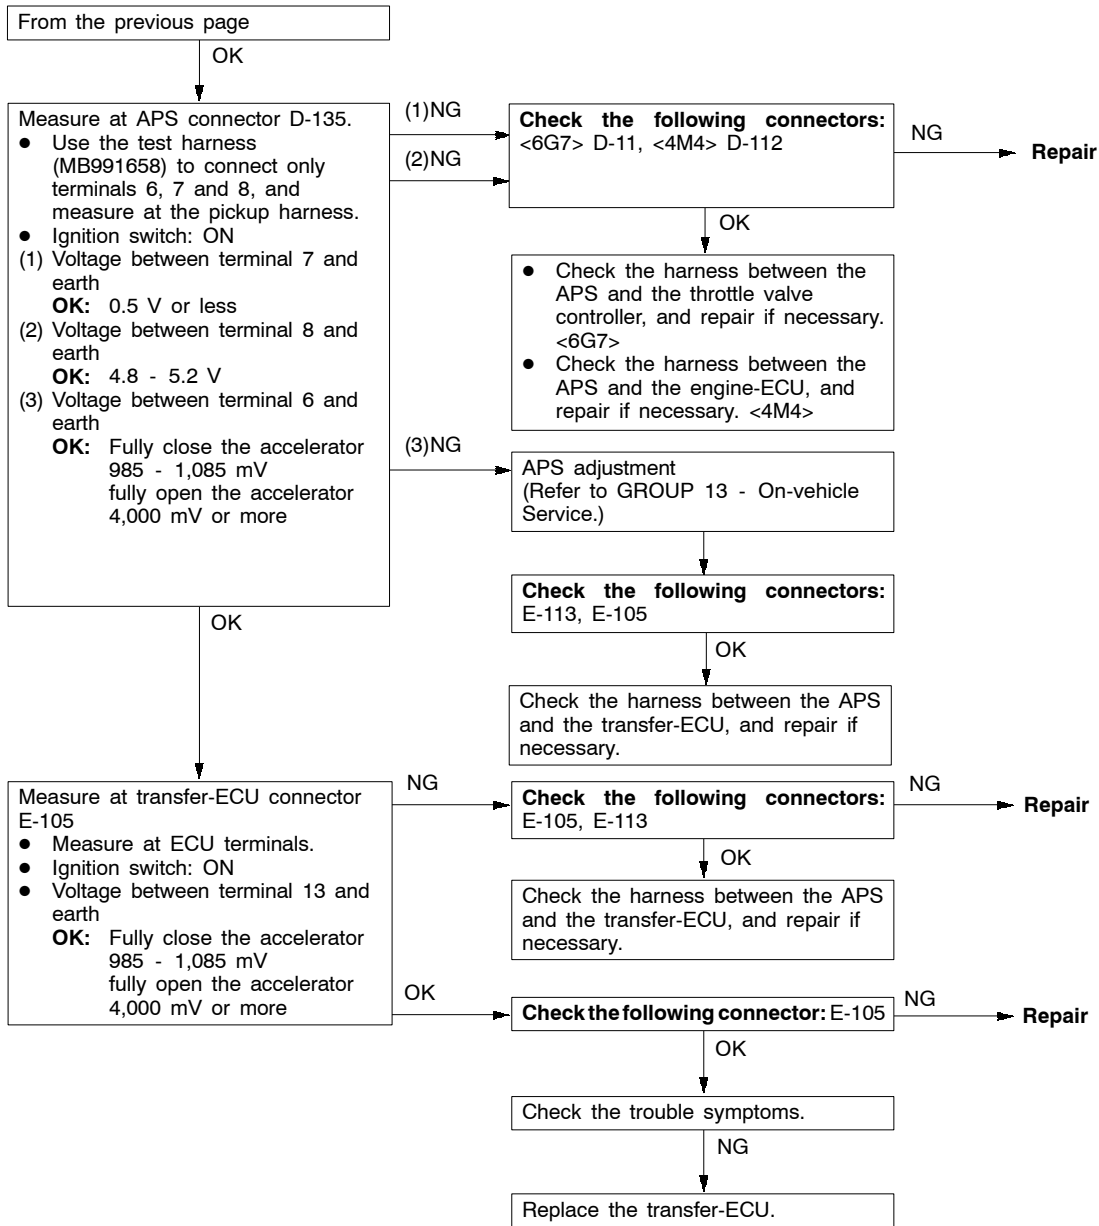 From the previous page
OK
Measure at APS connector D-135.
● Use the test harness
(MB991658) to connect only
terminals 6, 7 and 8, and
measure at the pickup harness.
● Ignition switch: ON
(1) Voltage between terminal 7 and
earth
OK: 0.5 V or less
(2) Voltage between terminal 8 and
earth
OK: 4.8 - 5.2 V
(3) Voltage between terminal 6 and
earth
OK: Fully close the accelerator
985 - 1,085 mV
fully open the accelerator
4,000 mV or more
(1)NG
(2)NG
Check the following connectors:
<6G7> D-11, <4M4> D-112
NG
Repair
OK
● Check the harness between the
APS and the throttle valve
controller, and repair if necessary.
<6G7>
● Check the harness between the
APS and the engine-ECU, and
repair if necessary. <4M4>
(3)NG
APS adjustment
(Refer to GROUP 13 - On-vehicle
Service.)
Check the following connectors:
E-113, E-105
OK
Check the harness between the APS
and the transfer-ECU, and repair if
necessary.
OK
Measure at transfer-ECU connector
E-105
● Measure at ECU terminals.
● Ignition switch: ON
● Voltage between terminal 13 and
earth
OK: Fully close the accelerator
985 - 1,085 mV
fully open the accelerator
4,000 mV or more
NG
Check the following connectors:
E-105, E-113
NG
Repair
OK
Check the harness between the APS
and the transfer-ECU, and repair if
necessary.
OK
Check the following connector: E-105
NG
Repair
OK
Check the trouble symptoms.
NG
Replace the transfer-ECU.